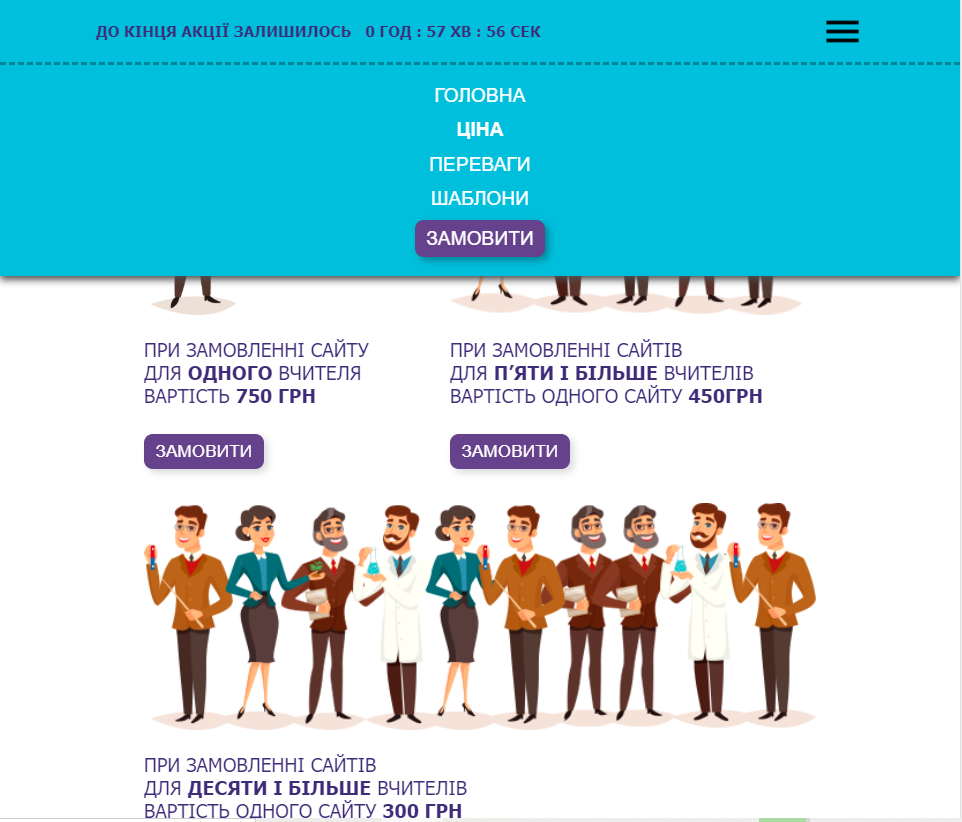 ДО КІНЦЯ АКЦІЇ ЗАЛИШИЛОСЬ 0 ГОД : 57 ХВ : 56 СЕК
ГОЛОВНА
ЦІНА
ПЕРЕВАГИ
ШАБЛОНИ
ЗАМОВИТИ
ПРИ ЗАМОВЛЕННІ САЙТУ
ДЛЯ ОДНОГО ВЧИТЕЛЯ
ВАРТІСТЬ 750 ГРН
ЗАМОВИТИ
ПРИ ЗАМОВЛЕННІ САЙТІВ
ДЛЯ П’ЯТИ І БІЛЬШЕ ВЧИТЕЛІВ
ВАРТІСТЬ ОДНОГО САЙТУ 450ГРН
ЗАМОВИТИ
ПРИ ЗАМОВЛЕННІ САЙТІВ
ДЛЯ ДЕСЯТИ І БІЛЬШЕ ВЧИТЕЛІВ
ВАРТІСТЬ ОДНОГО САЙТУ 300 ГРН